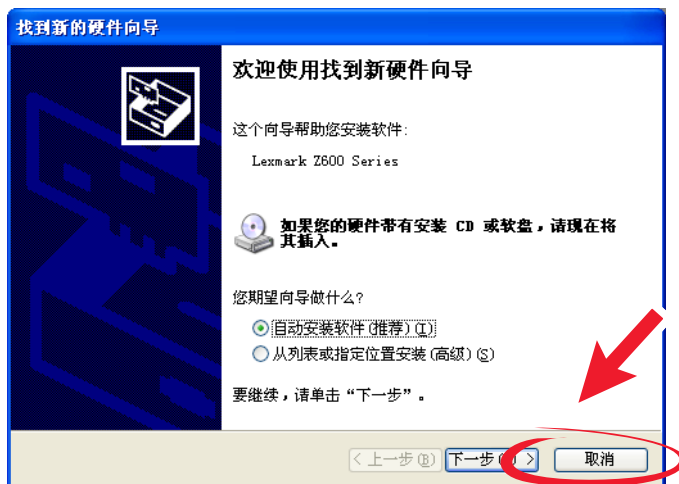 找到新的硬件向导
欢迎使用找到新硬件向导
这个向导帮助您安装软件:
Lexmark Z600 Series
如果您的硬件带有安装 CD 或软盘，请现在将
其插入。
您期望向导做什么?
自动安装软件(推荐)(I)
从列表或指定位置安装(高级)(S)
要继续，请单击“下一步”。
< 上一步(B) 下一步 > 取消